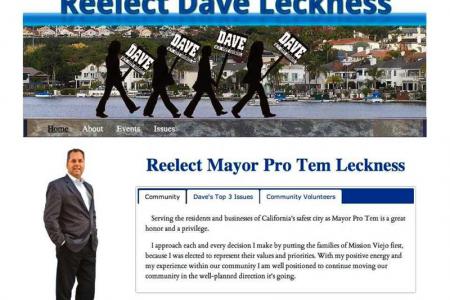 Reelect Dave Leckness
DAVE DAVE DAVE
Home About Events Issues
Reelect Mayor Pro Tem Leckness
Community Dave's Top 3 Issues Community Volunteers
Serving the residents and businesses of California's safest city as Mayor Pro Tem is a great
honor and a privilege.
I approach each and every decision I make by putting the families of Mission Viejo first,
because I was elected to represent their values and priorities. With my positive energy and
my experience within our community I am well positioned to continue moving our
community in the well-planned direction it's going.